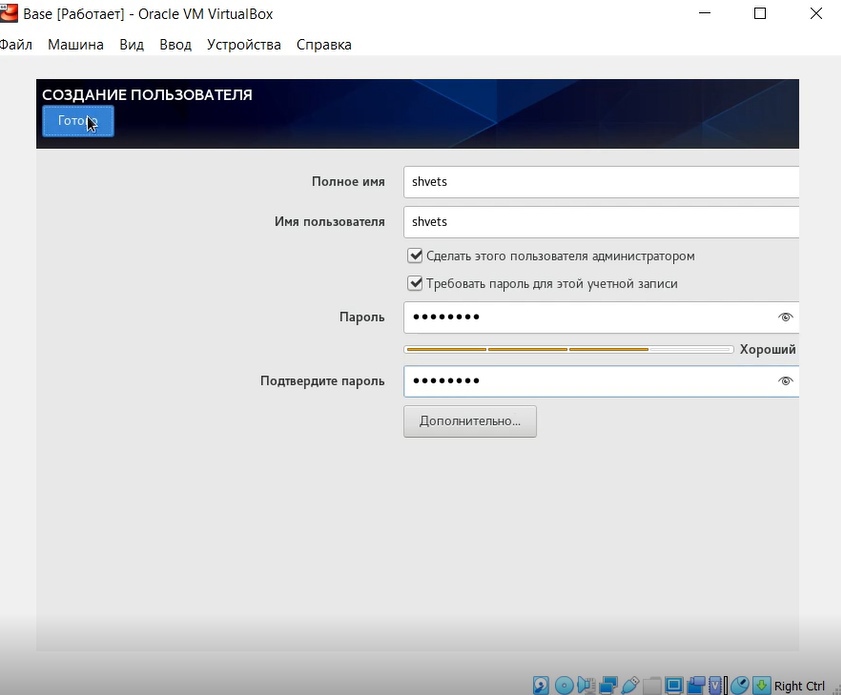 Base [Работает] - Oracle VM VirtualBox
Файл Машина Вид Ввод Устройства Справка
СОЗДАНИЕ ПОЛЬЗОВАТЕЛЯ
Готово
Полное имя shvets
Имя пользователя shvets
Сделать этого пользователя администратором
Требовать пароль для этой учетной записи
Пароль ••••••••
Хороший
Подтвердите пароль ••••••••
Дополнительно...
Right Ctrl